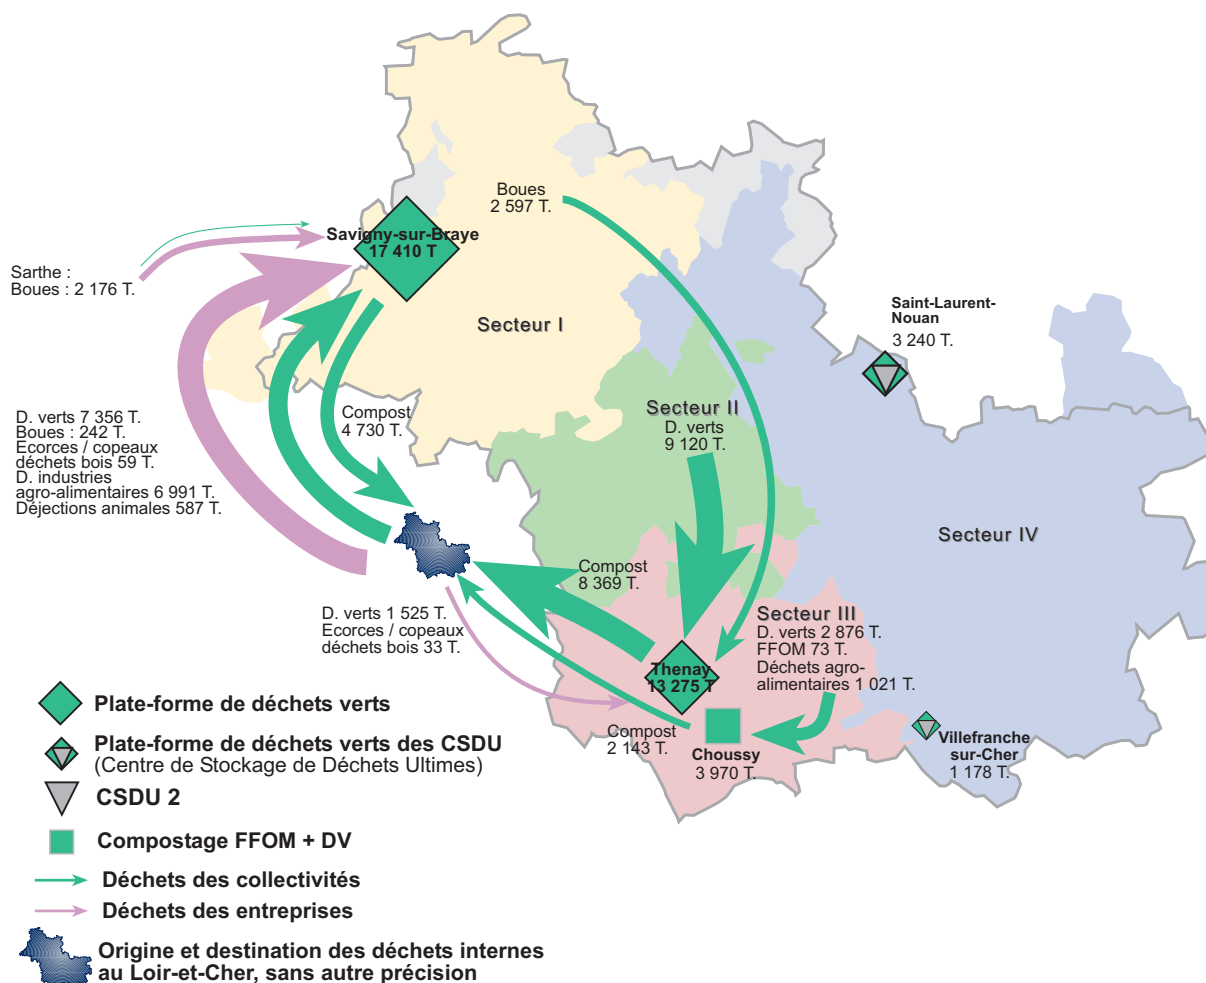 Boues
2 597 T.
Savigny-sur-Braye
17 410 T
Sarthe :
Boues : 2 176 T.
Secteur I
Saint-Laurent-
Nouan
3 240 T.
D. verts 7 356 T.
Boues : 242 T.
Ecorces / copeaux
déchets bois 59 T.
D. industries
agro-alimentaires 6 991 T.
Déjections animales 587 T.
Compost
4 730 T.
Secteur II
D. verts
9 120 T.
Secteur IV
Compost
8 369 T.
D. verts 1 525 T.
Ecorces / copeaux
déchets bois 33 T.
Secteur III
D. verts 2 876 T.
FFOM 73 T.
Déchets agro-
alimentaires 1 021 T.
Thenay
13 275 T
Compost
2 143 T.
Choussy
3 970 T.
Villefranche
sur-Cher
1 178 T.
Plate-forme de déchets verts
Plate-forme de déchets verts des CSDU
(Centre de Stockage de Déchets Ultimes)
CSDU 2
Compostage FFOM + DV
Déchets des collectivités
Déchets des entreprises
Origine et destination des déchets internes
au Loir-et-Cher, sans autre précision